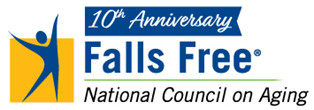 10th Anniversary
Falls Free®
National Council on Aging